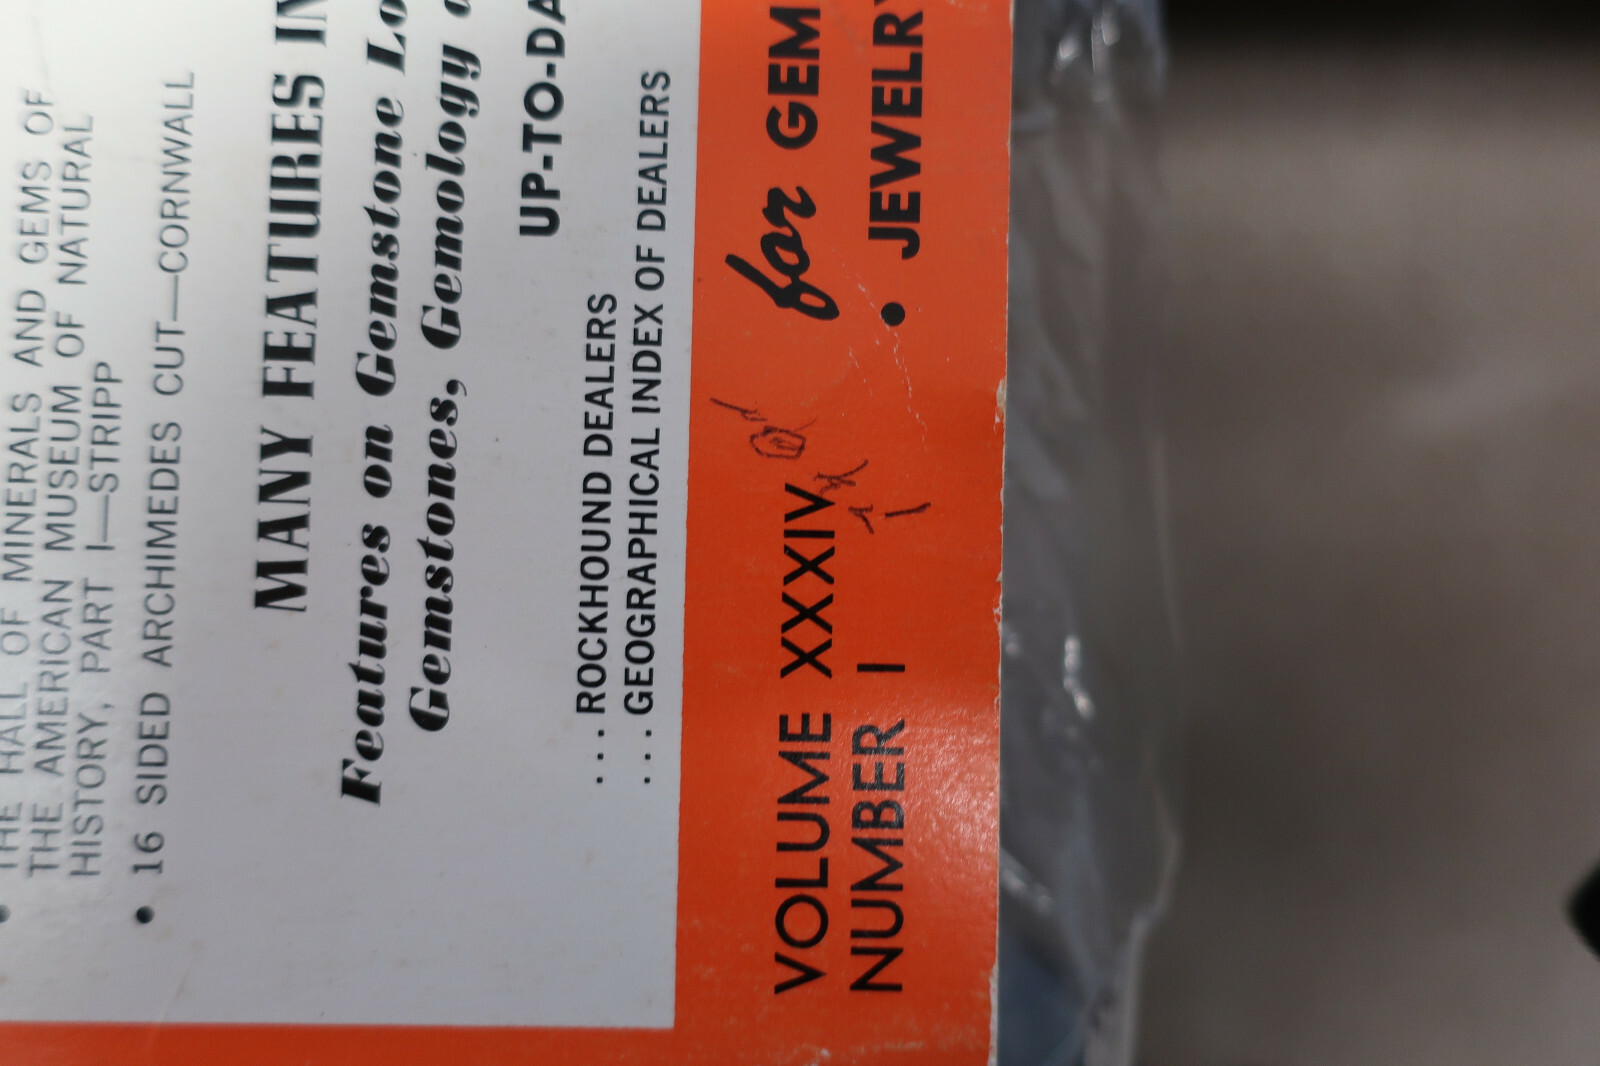 THE HALL OF MINERALS AND GEMS OF
THE AMERICAN MUSEUM OF NATURAL
HISTORY, PART I—STRIPP
• 16 SIDED ARCHIMEDES CUT—CORNWALL
MANY FEATURES IN
Features on Gemstone Lo
Gemstones, Gemology
UP-TO-DA
...ROCKHOUND DEALERS
...GEOGRAPHICAL INDEX OF DEALERS
VOLUME XXXIV for GEM
NUMBER I • JEWELRY